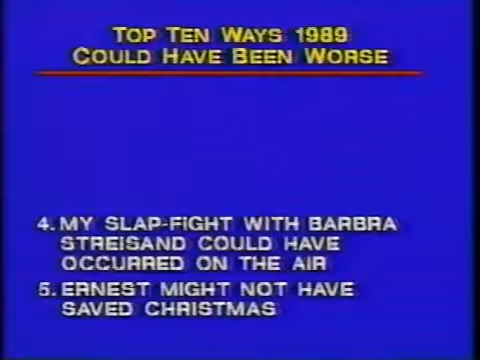 TOP TEN WAYS 1989
COULD HAVE BEEN WORSE
4. MY SLAP-FIGHT WITH BARBRA
STREISAND COULD HAVE
OCCURRED ON THE AIR
5. ERNEST MIGHT NOT HAVE
SAVED CHRISTMAS